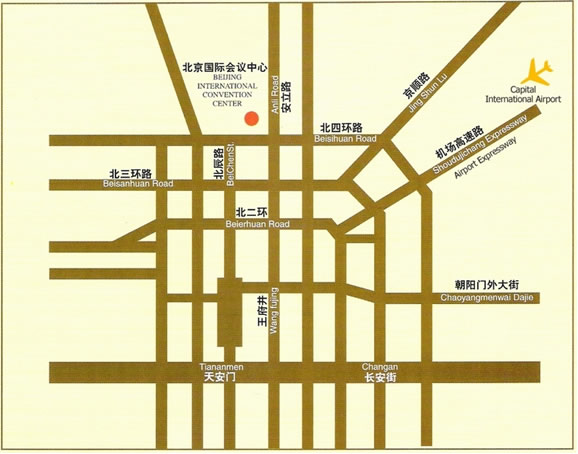 北京国际会议中心
BEIJING
INTERNATIONAL
CONVENTION
CENTER
Anli Road
安立路
京顺路
Jing Shun Lu
Capital
International Airport
北四环路
Beisihuan Road
机场高速路
Shoudujichang Expressway
Airport Expressway
北辰路
BeiChenSt.
北三环路
Beisanhuan Road
北二环
Beierhuan Road
朝阳门外大街
Chaoyangmenwai Dajie
王府井
Wang fujing
Tiananmen
天安门
Changan
长安街